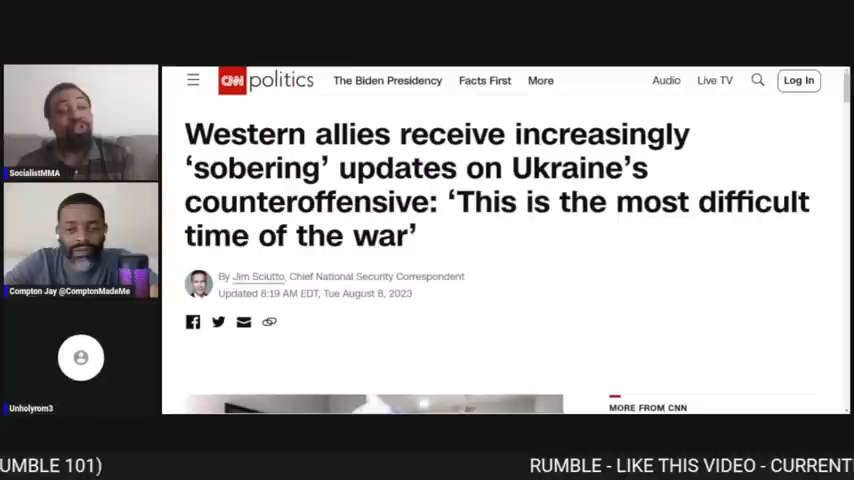 CNN politics The Biden Presidency Facts First More Audio Live TV Log In
Western allies receive increasingly
‘sobering’ updates on Ukraine’s
counteroffensive: ‘This is the most difficult
time of the war’
By Jim Sciutto, Chief National Security Correspondent
Updated 8:19 AM EDT, Tue August 8, 2023
MORE FROM CNN
SocialistMMA
Compton Jay @ComptonMadeMe
Unholyrom3
UMBLE 101) RUMBLE - LIKE THIS VIDEO - CURRENT